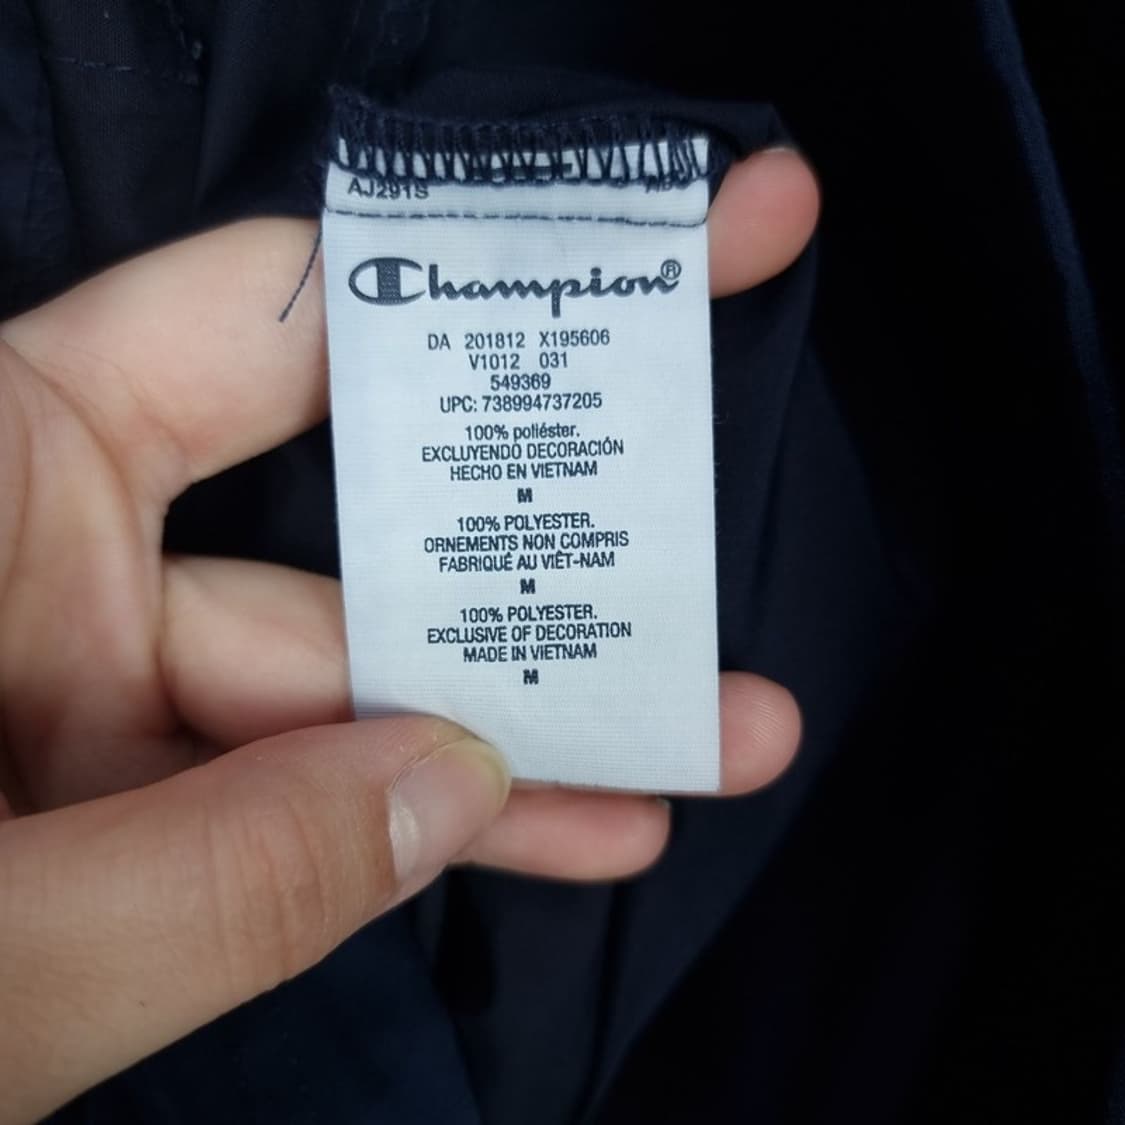 AJ291S
Champion®
DA 201812 X195606
V1012 031
549369
UPC: 738994737205
100% poliéster.
EXCLUYENDO DECORACIÓN
HECHO EN VIETNAM
M
100% POLYESTER.
ORNEMENTS NON COMPRIS
FABRIQUÉ AU VIÊT-NAM
M
100% POLYESTER.
EXCLUSIVE OF DECORATION
MADE IN VIETNAM
M